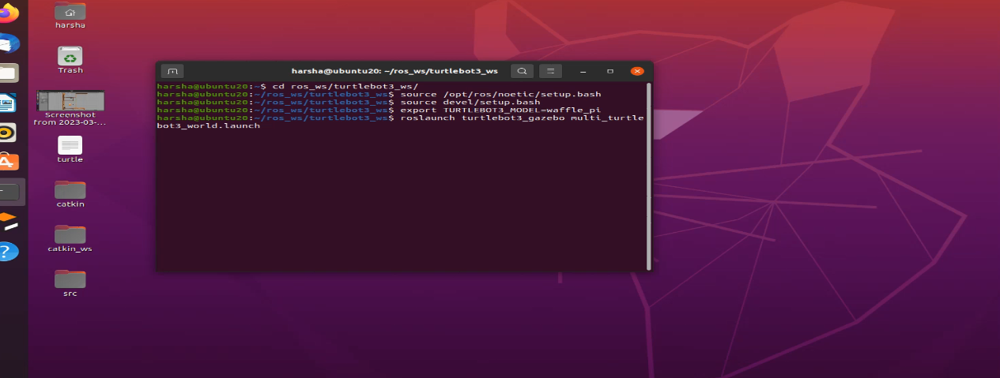 harsha
Trash
Screenshot
from 2023-03-...
turtle
catkin
catkin_ws
src
harsha@ubuntu20: ~/ros_ws/turtlebot3_ws
harsha@ubuntu20:~$ cd ros_ws/turtlebot3_ws/
harsha@ubuntu20:~/ros_ws/turtlebot3_ws$ source /opt/ros/noetic/setup.bash
harsha@ubuntu20:~/ros_ws/turtlebot3_ws$ source devel/setup.bash
harsha@ubuntu20:~/ros_ws/turtlebot3_ws$ export TURTLEBOT3_MODEL=waffle_pi
harsha@ubuntu20:~/ros_ws/turtlebot3_ws$ roslaunch turtlebot3_gazebo multi_turtle
bot3_world.launch